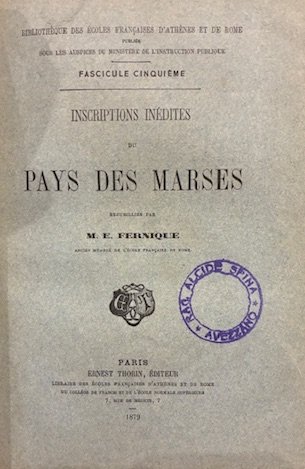 BIBLIOTHÈQUE DES ÉCOLES FRANÇAISES D'ATHÈNES ET DE ROME
PUBLIÉE
SOUS LES AUSPICES DU MINISTÈRE DE L'INSTRUCTION PUBLIQUE
FASCICULE CINQUIÈME
INSCRIPTIONS INÉDITES
DU
PAYS DES MARSES
RECUEILLIES PAR
M. E. FERNIQUE
ANCIEN MEMBRE DE L'ÉCOLE FRANÇAISE DE ROME
RAG. ALCIDE SPINA
* AVEZZANO *
PARIS
ERNEST THORIN, ÉDITEUR
LIBRAIRE DES ÉCOLES FRANÇAISES D'ATHÈNES ET DE ROME
DU COLLÈGE DE FRANCE ET DE L'ÉCOLE NORMALE SUPÉRIEURE
7, RUE DE MÉDICIS, 7
1879